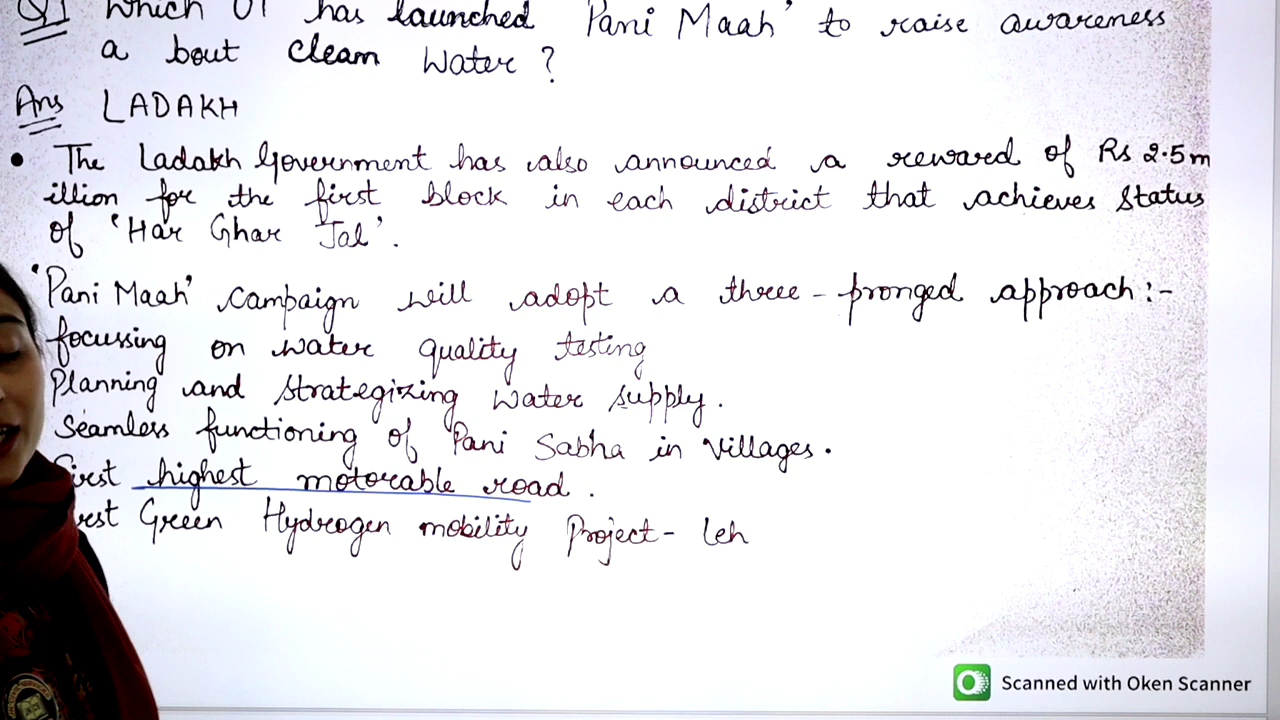 Q1 Which UT has launched 'Pani Maah' to raise awareness
a bout clean Water ?
Ans LADAKH
• The Ladakh Government has also announced a reward of Rs 2.5m
illion for the first block in each district that achieves Status
of 'Har Ghar Jal'.
'Pani Maah' campaign will adopt a three - pronged approach :-
focussing on water quality testing
Planning and strategizing water supply.
Seamless functioning of Pani Sabha in villages.
First highest motorable road.
rest Green Hydrogen mobility Project - Leh
Scanned with Oken Scanner